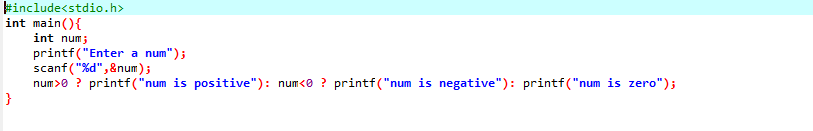 #include<stdio.h>
int main(){
    int num;
    printf("Enter a num");
    scanf("%d",&num);
    num>0 ? printf("num is positive"): num<0 ? printf("num is negative"): printf("num is zero");
}